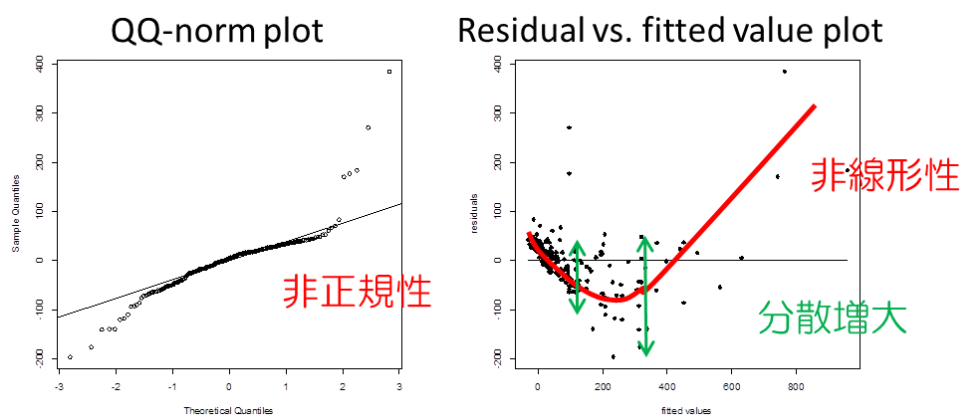 QQ-norm plot
Residual vs. fitted value plot
400
300
200
100
0
-100
-200
Sample Quantiles
-3
-2
-1
0
1
2
3
Theoretical Quantiles
非正規性
400
300
200
100
0
-100
-200
residuals
0
200
400
600
800
fitted values
非線形性
分散増大